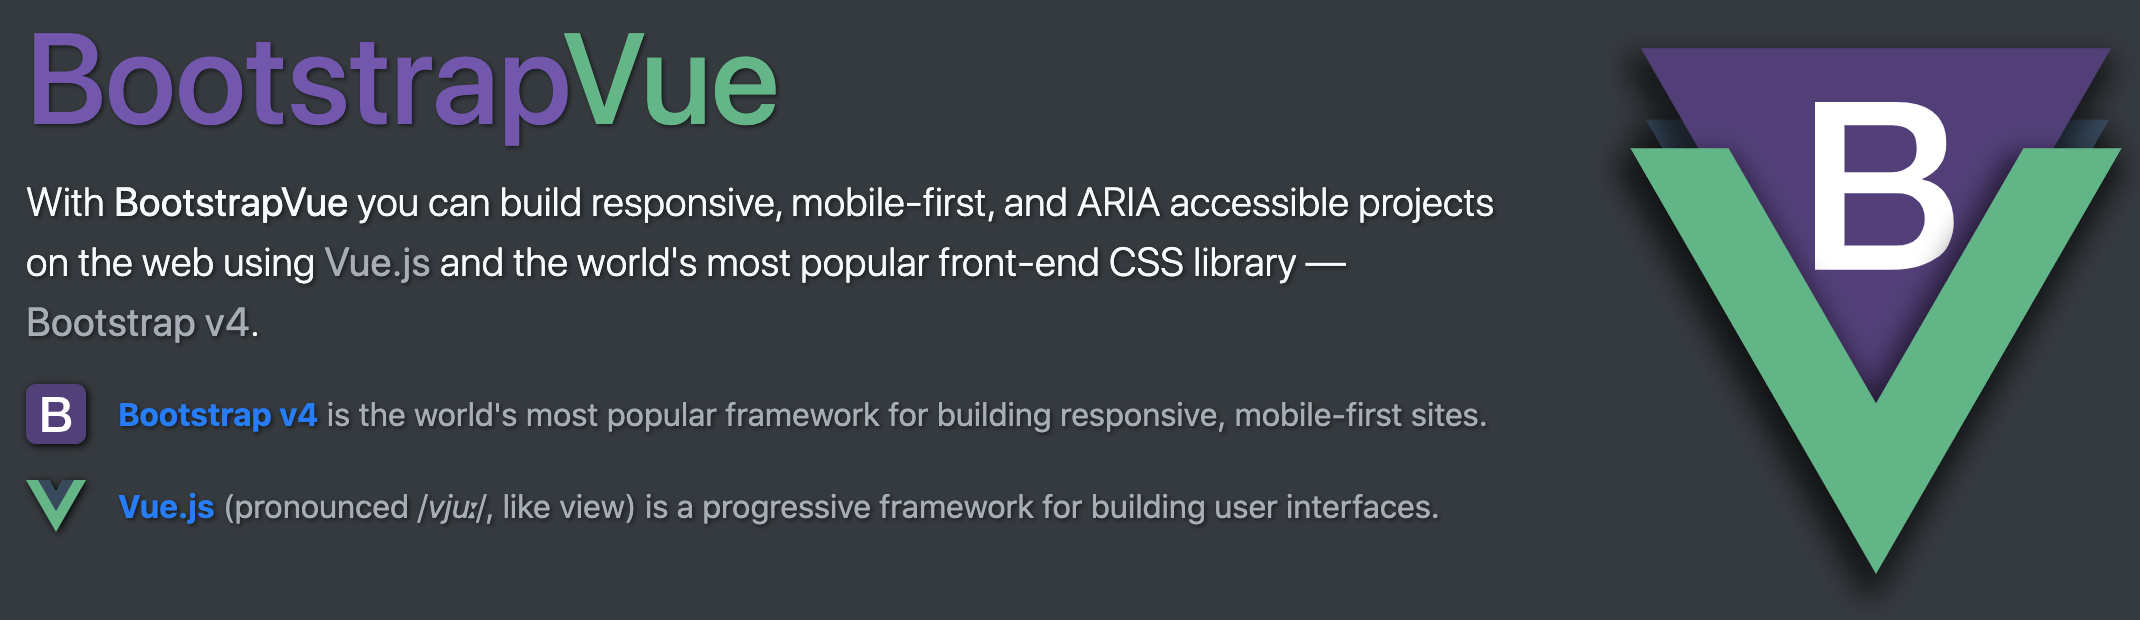 BootstrapVue
With BootstrapVue you can build responsive, mobile-first, and ARIA accessible projects
on the web using Vue.js and the world's most popular front-end CSS library —
Bootstrap v4.
B Bootstrap v4 is the world's most popular framework for building responsive, mobile-first sites.
Vue.js (pronounced /vjuː/, like view) is a progressive framework for building user interfaces.
B